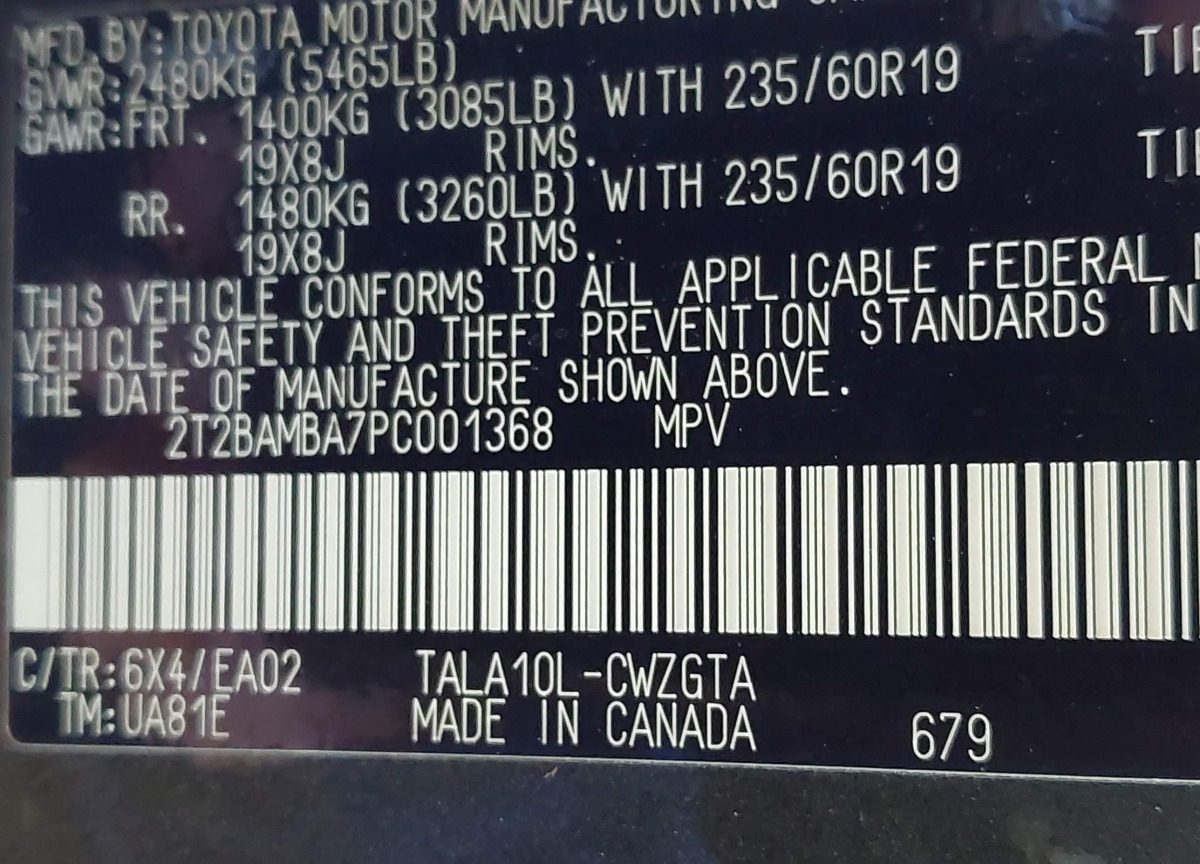 MFD. BY: TOYOTA MOTOR MANUFACTURING
GVWR: 2480KG (5465LB)
GAWR: FRT. 1400KG (3085LB) WITH 235/60R19
19X8J RIMS.
RR. 1480KG (3260LB) WITH 235/60R19
19X8J RIMS.
THIS VEHICLE CONFORMS TO ALL APPLICABLE FEDERAL
VEHICLE SAFETY AND THEFT PREVENTION STANDARDS IN
THE DATE OF MANUFACTURE SHOWN ABOVE.
2T2BAMBA7PC001368 MPV
C/TR: 6X4/EA02 TALA10L-CWZGTA
TM: UA81E MADE IN CANADA 679